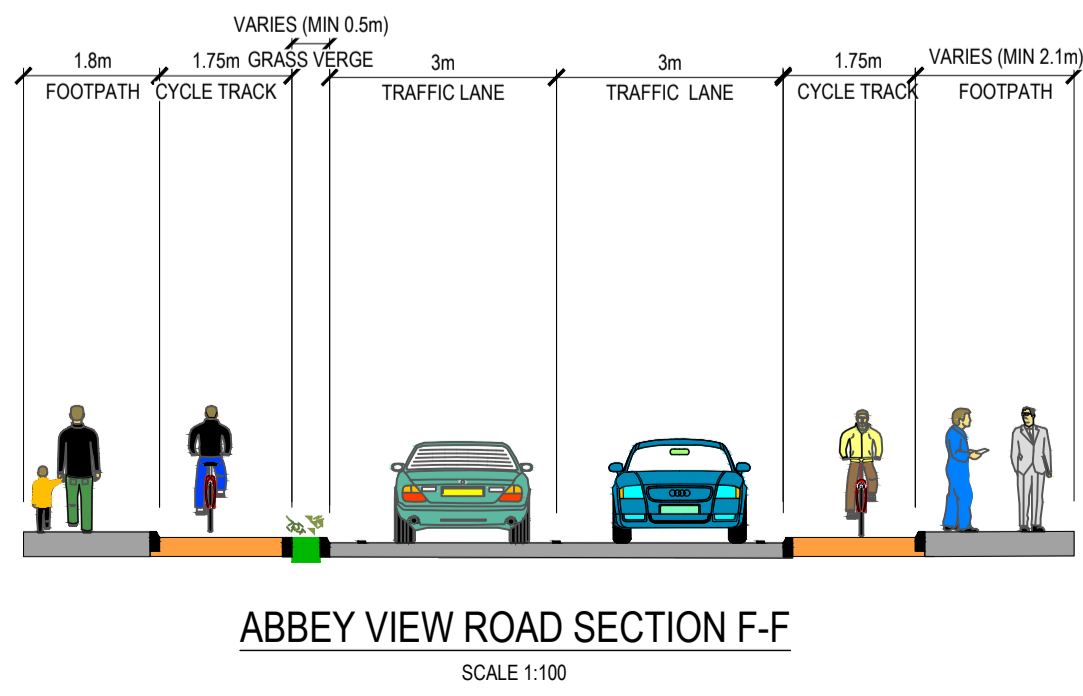 VARIES (MIN 0.5m)
1.8m 1.75m GRASS VERGE 3m 3m 1.75m VARIES (MIN 2.1m)
FOOTPATH CYCLE TRACK TRAFFIC LANE TRAFFIC LANE CYCLE TRACK FOOTPATH
ABBEY VIEW ROAD SECTION F-F
SCALE 1:100